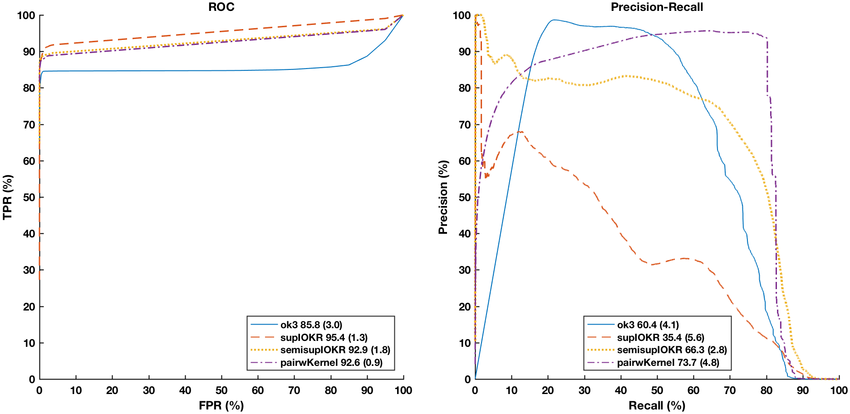 ROC
TPR (%)
100
90
80
70
60
50
40
30
20
10
0
0 10 20 30 40 50 60 70 80 90 100
FPR (%)
ok3 85.8 (3.0)
supIOKR 95.4 (1.3)
semisupIOKR 92.9 (1.8)
pairwKernel 92.6 (0.9)
Precision-Recall
Precision (%)
100
90
80
70
60
50
40
30
20
10
0
0 10 20 30 40 50 60 70 80 90 100
Recall (%)
ok3 60.4 (4.1)
supIOKR 35.4 (5.6)
semisupIOKR 66.3 (2.8)
pairwKernel 73.7 (4.8)